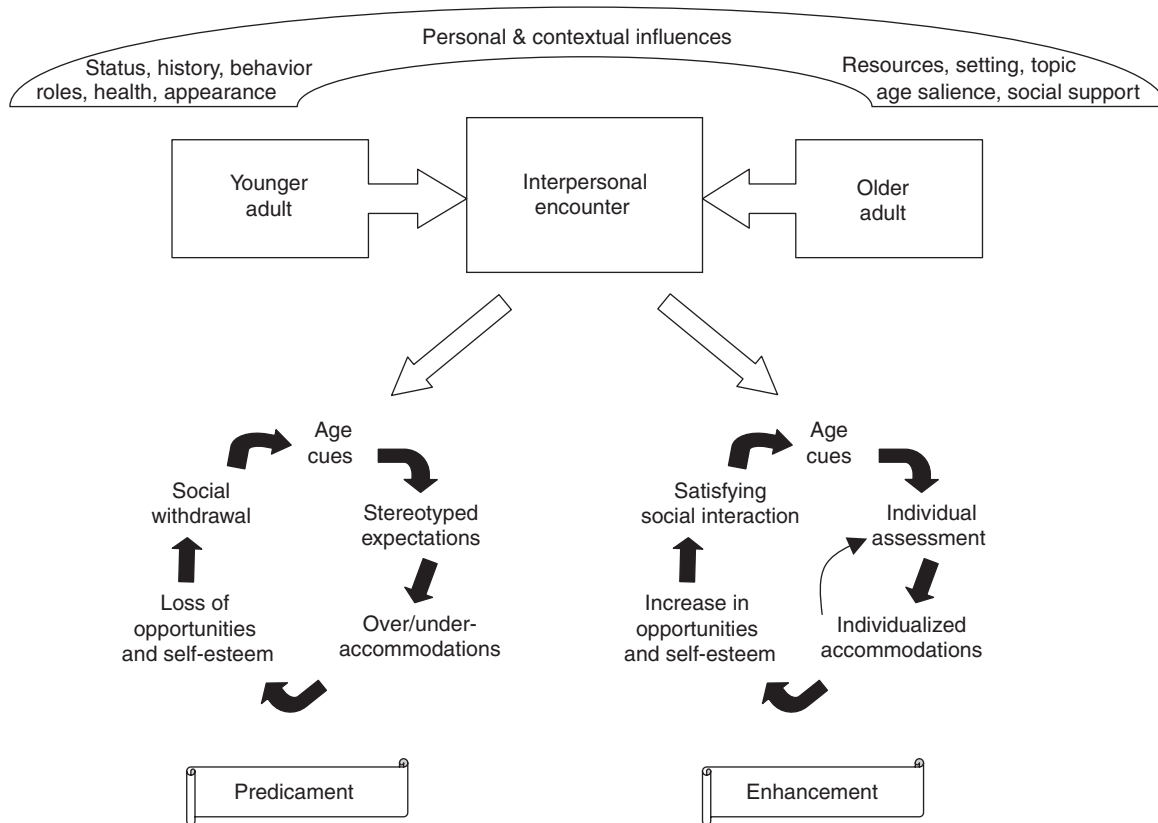 Personal & contextual influences
Status, history, behavior
roles, health, appearance
Resources, setting, topic
age salience, social support
Younger
adult
Interpersonal
encounter
Older
adult
Age
cues
Stereotyped
expectations
Over/under-
accommodations
Loss of
opportunities
and self-esteem
Social
withdrawal
Predicament
Age
cues
Individual
assessment
Individualized
accommodations
Increase in
opportunities
and self-esteem
Satisfying
social interaction
Enhancement